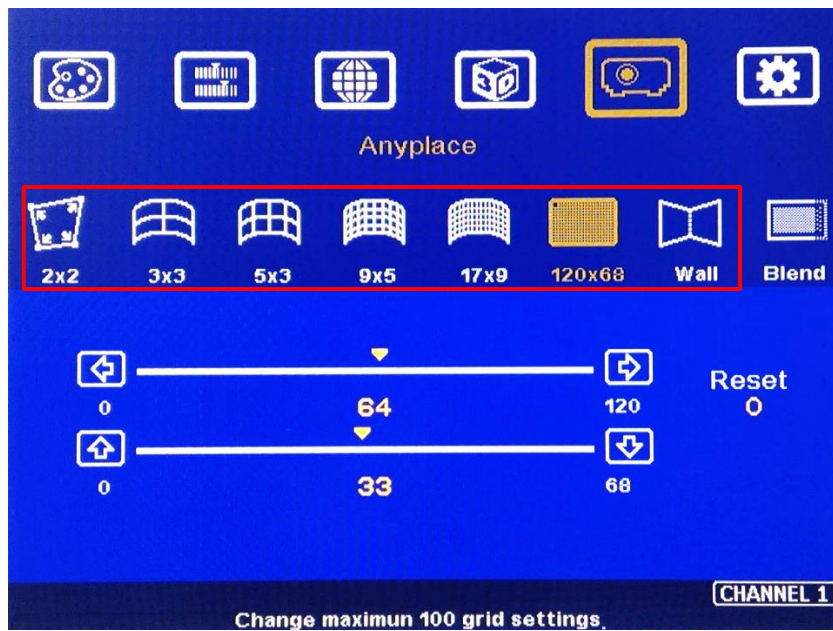 3D
Anyplace
2x2 3x3 5x3 9x5 17x9 120x68 Wall Blend
0 64 120
Reset
0 33 68
CHANNEL 1
Change maximun 100 grid settings.